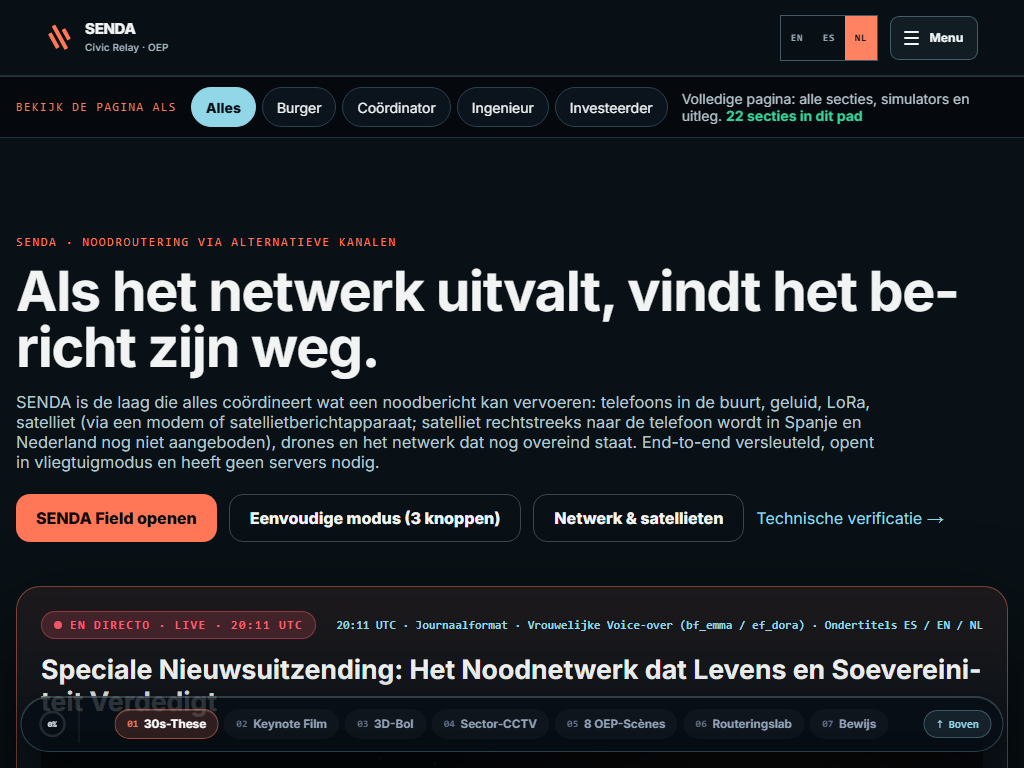 SENDA
Civic Relay · OEP
EN ES NL
Menu
BEKIJK DE PAGINA ALS
Alles
Burger
Coördinator
Ingenieur
Investeerder
Volledige pagina: alle secties, simulators en
uitleg. 22 secties in dit pad
SENDA · NOODROUTERING VIA ALTERNATIEVE KANALEN
Als het netwerk uitvalt, vindt het be-
richt zijn weg.
SENDA is de laag die alles coördineert wat een noodbericht kan vervoeren: telefoons in de buurt, geluid, LoRa,
satelliet (via een modem of satellietberichtapparaat; satelliet rechtstreeks naar de telefoon wordt in Spanje en
Nederland nog niet aangeboden), drones en het netwerk dat nog overeind staat. End-to-end versleuteld, opent
in vliegtuigmodus en heeft geen servers nodig.
SENDA Field openen
Eenvoudige modus (3 knoppen)
Netwerk & satellieten
Technische verificatie →
EN DIRECTO · LIVE · 20:11 UTC
20:11 UTC · Journaalformat · Vrouwelijke Voice-over (bf_emma / ef_dora) · Ondertitels ES / EN / NL
Speciale Nieuwsuitzending: Het Noodnetwerk dat Levens en Soevereini-
teit Verdedigt
0%
01 30s-These
02 Keynote Film
03 3D-Bol
04 Sector-CCTV
05 8 OEP-Scènes
06 Routeringslab
07 Bewijs
↑ Boven